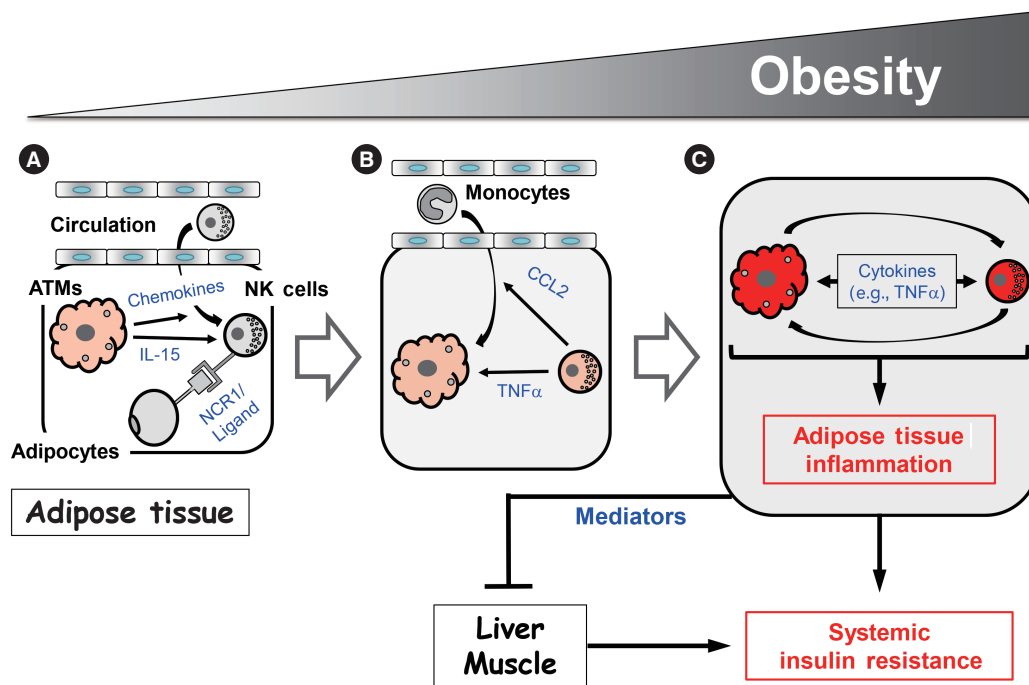 Obesity
A
Circulation
ATMs
Chemokines
NK cells
IL-15
NCR1/
Ligand
Adipocytes
Adipose tissue
B
Monocytes
CCL2
TNFα
C
Cytokines
(e.g., TNFα)
Adipose tissue
inflammation
Mediators
Liver
Muscle
Systemic
insulin resistance